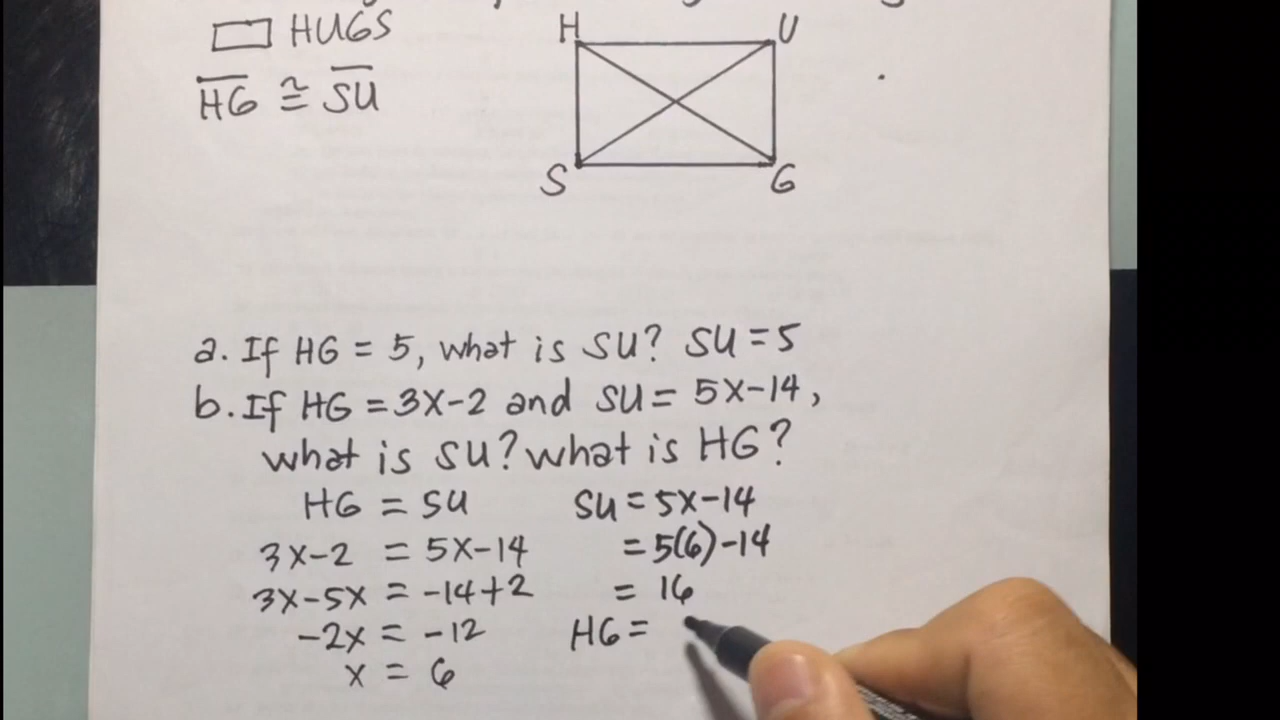 HUGS
H U
HG ≅ SU
S G
a. If HG = 5, what is SU? SU = 5
b. If HG = 3x-2 and SU = 5x-14,
what is SU? what is HG?
HG = SU SU = 5x-14
3x-2 = 5x-14 = 5(6)-14
3x-5x = -14+2 = 16
-2x = -12 HG =
x = 6